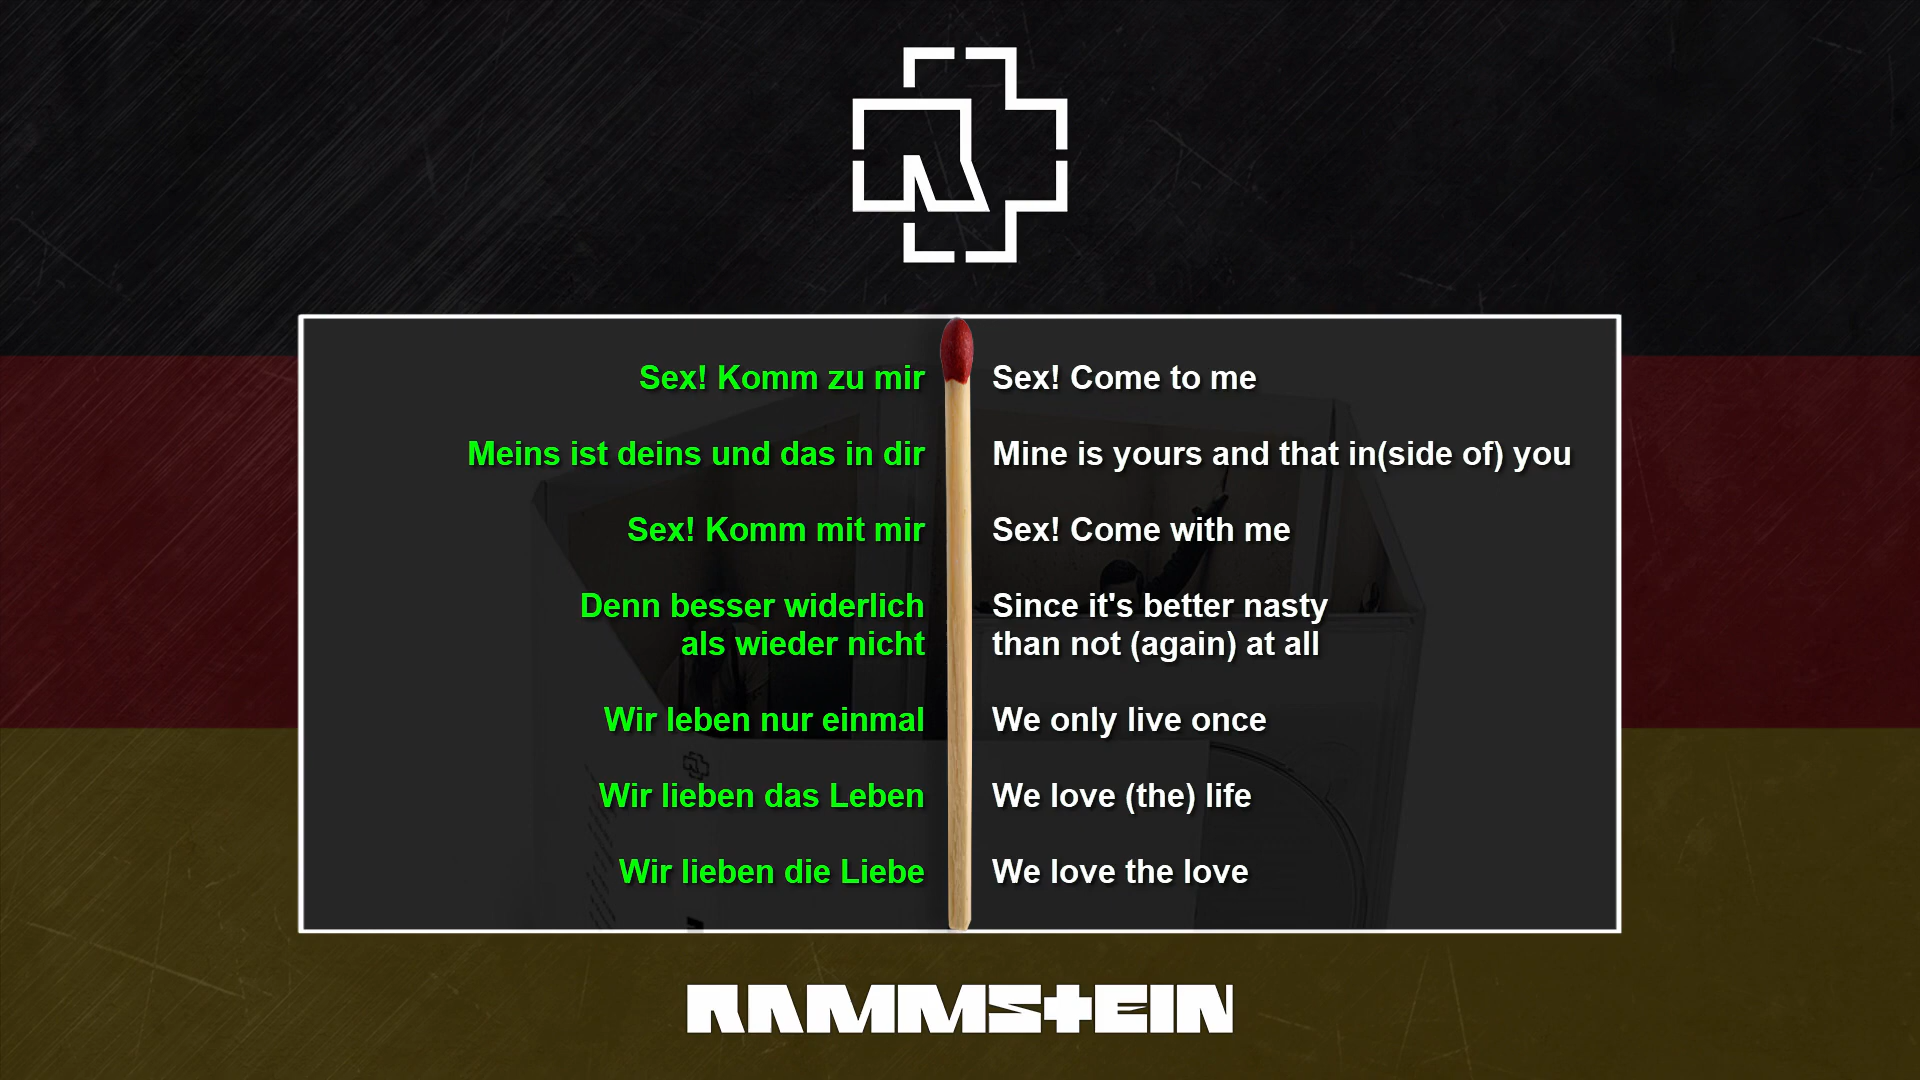 Sex! Komm zu mir
Meins ist deins und das in dir
Sex! Komm mit mir
Denn besser widerlich
als wieder nicht
Wir leben nur einmal
Wir lieben das Leben
Wir lieben die Liebe
Sex! Come to me
Mine is yours and that in(side of) you
Sex! Come with me
Since it's better nasty
than not (again) at all
We only live once
We love (the) life
We love the love
RAMMSTEIN